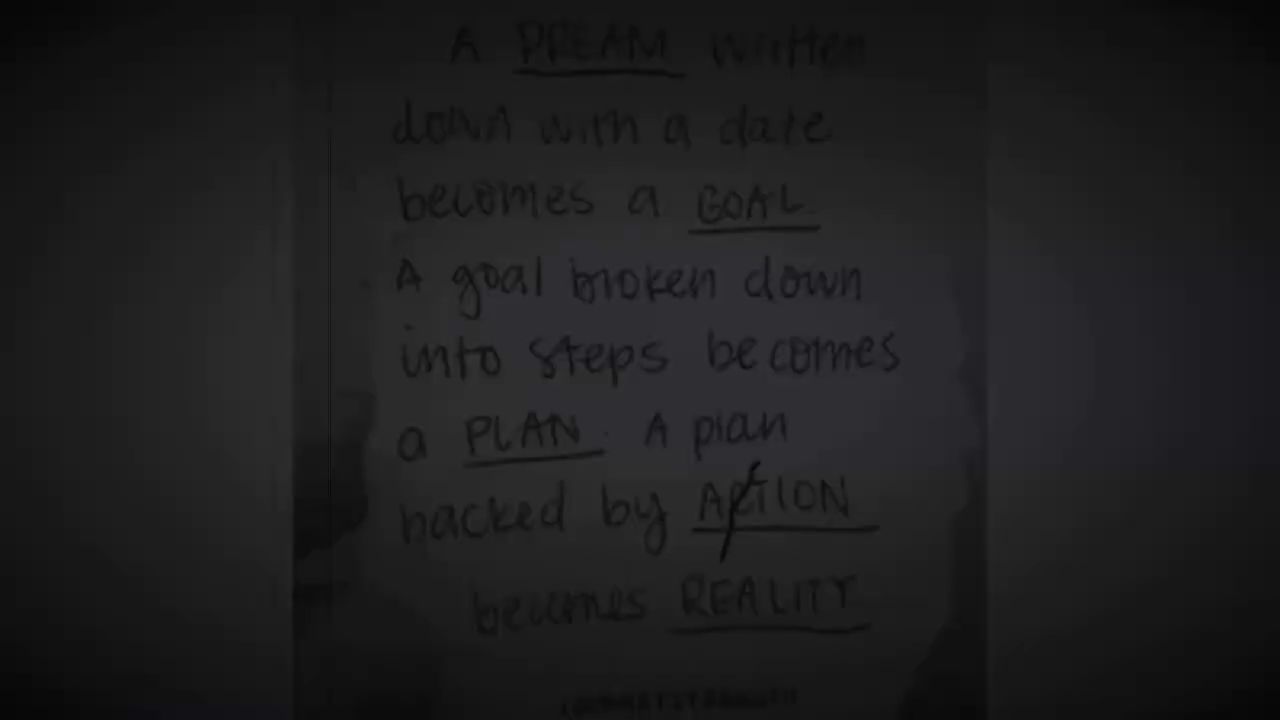 A DREAM written
down with a date
becomes a GOAL.
A goal broken down
into steps becomes
a PLAN. A plan
backed by ACTION
becomes REALITY